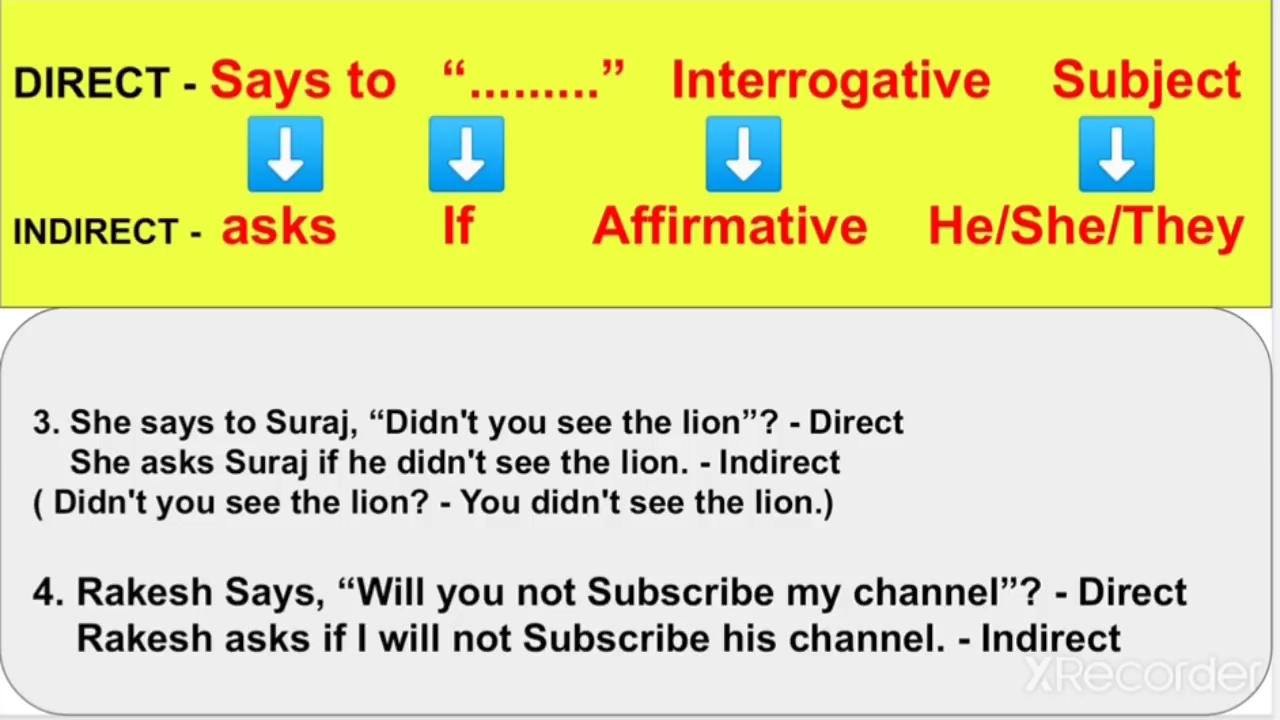 DIRECT - Says to “.........” Interrogative Subject
INDIRECT - asks If Affirmative He/She/They
3. She says to Suraj, “Didn't you see the lion”? - Direct
She asks Suraj if he didn't see the lion. - Indirect
( Didn't you see the lion? - You didn't see the lion.)
4. Rakesh Says, “Will you not Subscribe my channel”? - Direct
Rakesh asks if I will not Subscribe his channel. - Indirect
XRecorder